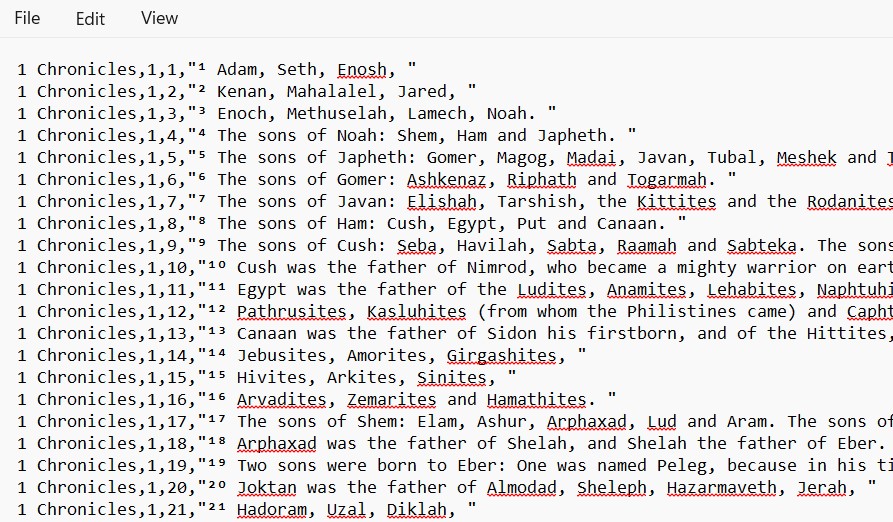 File Edit View
1 Chronicles,1,1,"¹ Adam, Seth, Enosh, "
1 Chronicles,1,2,"² Kenan, Mahalalel, Jared, "
1 Chronicles,1,3,"³ Enoch, Methuselah, Lamech, Noah. "
1 Chronicles,1,4,"⁴ The sons of Noah: Shem, Ham and Japheth. "
1 Chronicles,1,5,"⁵ The sons of Japheth: Gomer, Magog, Madai, Javan, Tubal, Meshek and
1 Chronicles,1,6,"⁶ The sons of Gomer: Ashkenaz, Riphath and Togarmah. "
1 Chronicles,1,7,"⁷ The sons of Javan: Elishah, Tarshish, the Kittites and the Rodanites
1 Chronicles,1,8,"⁸ The sons of Ham: Cush, Egypt, Put and Canaan. "
1 Chronicles,1,9,"⁹ The sons of Cush: Seba, Havilah, Sabta, Raamah and Sabteka. The sons
1 Chronicles,1,10,"¹⁰ Cush was the father of Nimrod, who became a mighty warrior on eart
1 Chronicles,1,11,"¹¹ Egypt was the father of the Ludites, Anamites, Lehabites, Naphtuhi
1 Chronicles,1,12,"¹² Pathrusites, Kasluhites (from whom the Philistines came) and Capht
1 Chronicles,1,13,"¹³ Canaan was the father of Sidon his firstborn, and of the Hittites,
1 Chronicles,1,14,"¹⁴ Jebusites, Amorites, Girgashites, "
1 Chronicles,1,15,"¹⁵ Hivites, Arkites, Sinites, "
1 Chronicles,1,16,"¹⁶ Arvadites, Zemarites and Hamathites. "
1 Chronicles,1,17,"¹⁷ The sons of Shem: Elam, Ashur, Arphaxad, Lud and Aram. The sons of
1 Chronicles,1,18,"¹⁸ Arphaxad was the father of Shelah, and Shelah the father of Eber.
1 Chronicles,1,19,"¹⁹ Two sons were born to Eber: One was named Peleg, because in his ti
1 Chronicles,1,20,"²⁰ Joktan was the father of Almodad, Sheleph, Hazarmaveth, Jerah, "
1 Chronicles,1,21,"²¹ Hadoram, Uzal, Diklah, "